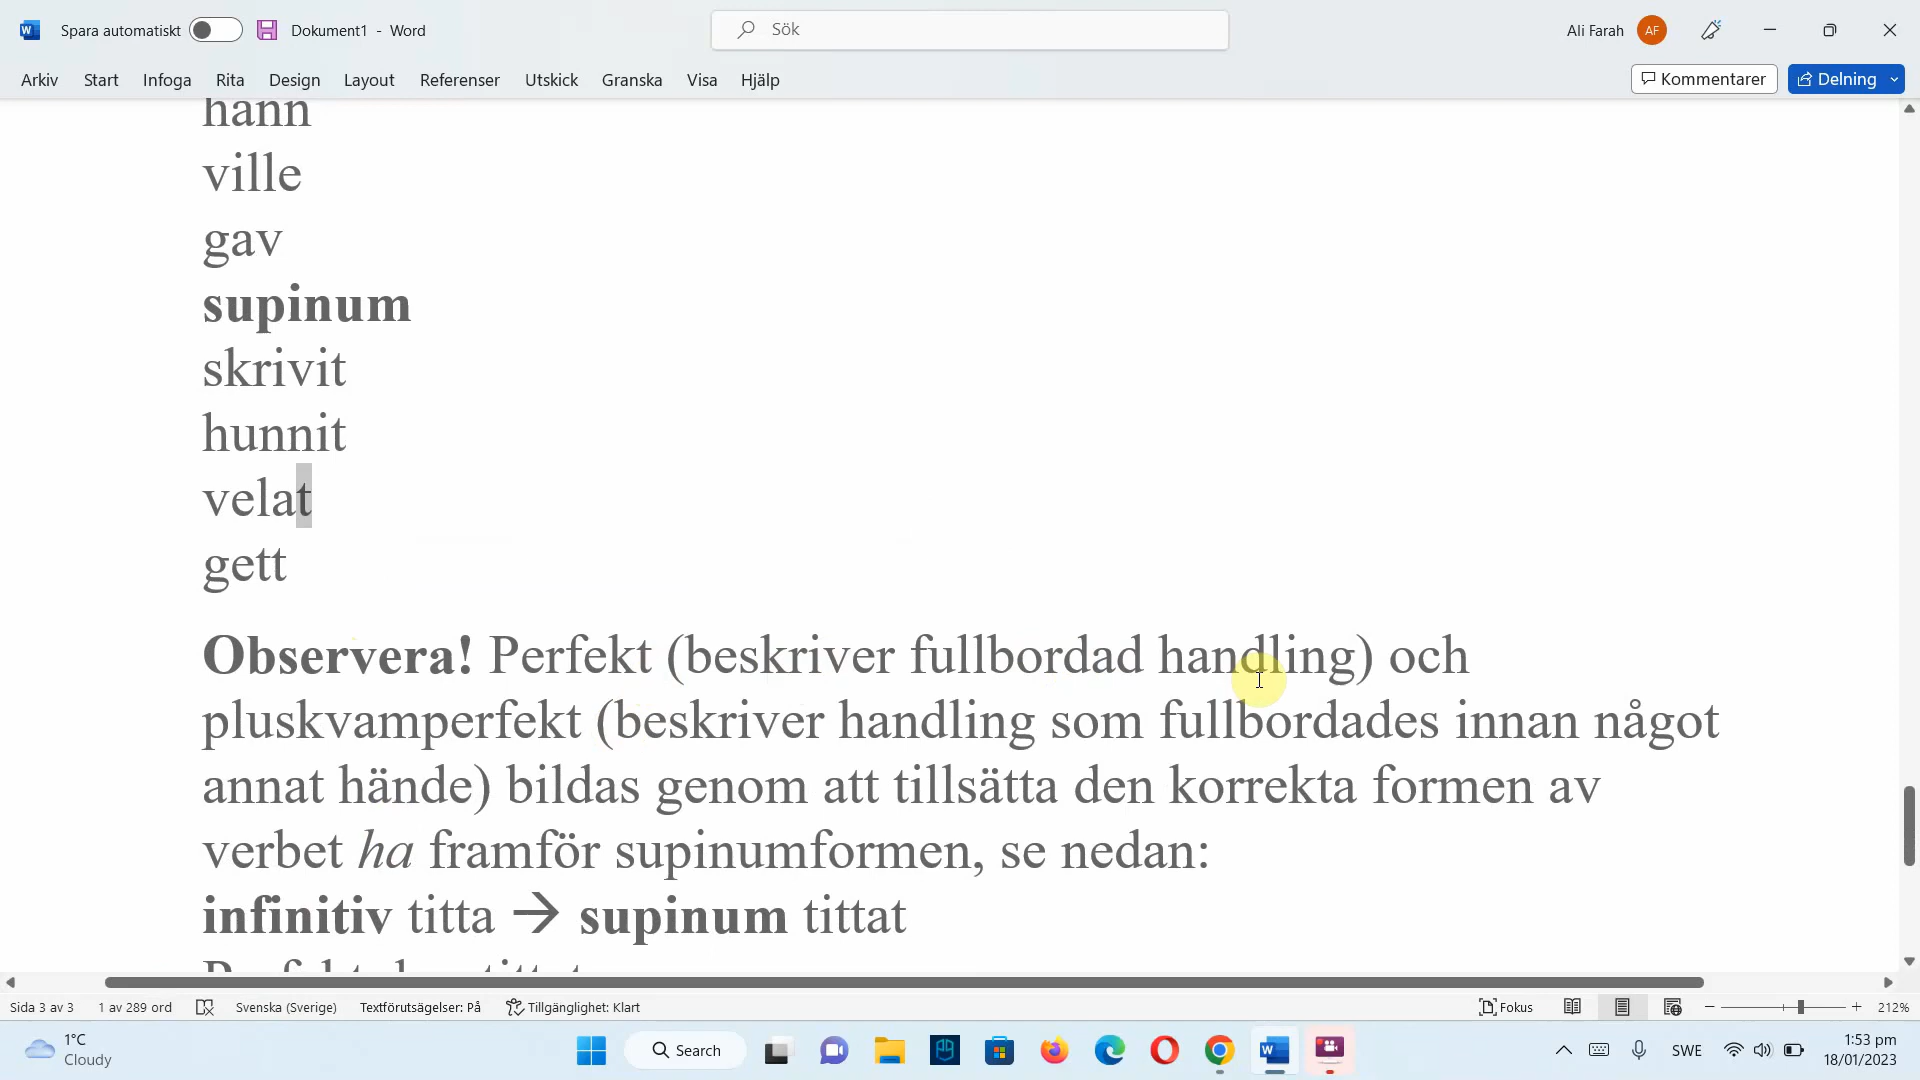 Spara automatiskt
Dokument1 - Word
Sök
Ali Farah
AF
Arkiv Start Infoga Rita Design Layout Referenser Utskick Granska Visa Hjälp
Kommentarer
Delning
hann
ville
gav
supinum
skrivit
hunnit
velat
gett
Observera! Perfekt (beskriver fullbordad handling) och
pluskvamperfekt (beskriver handling som fullbordades innan något
annat hände) bildas genom att tillsätta den korrekta formen av
verbet ha framför supinumformen, se nedan:
infinitiv titta → supinum tittat
Sida 3 av 3 1 av 289 ord Svenska (Sverige) Textförutsägelser: På Tillgänglighet: Klart
Fokus
212%
1°C
Cloudy
Search
SWE
1:53 pm
18/01/2023